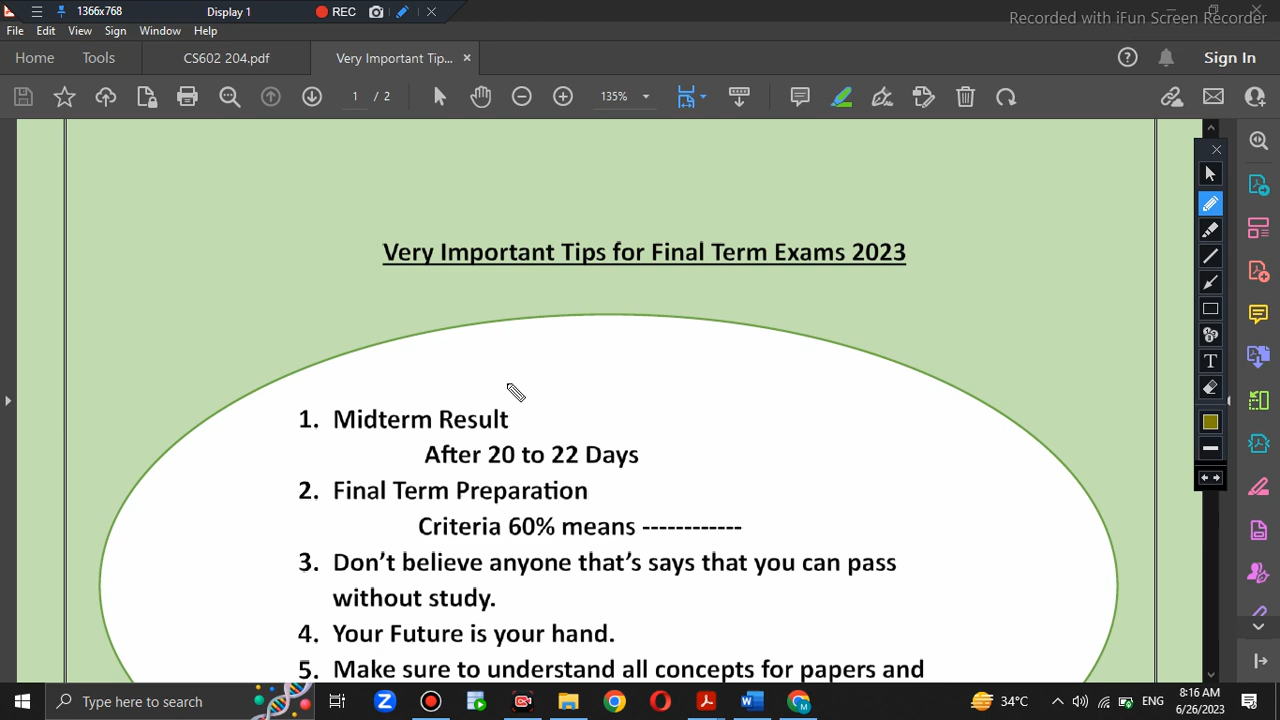 1366x768
Display 1
REC
Recorded with iFun Screen Recorder
File Edit View Sign Window Help
Home Tools CS602 204.pdf Very Important Tip... × Sign In
1 / 2 135%
Very Important Tips for Final Term Exams 2023
1. Midterm Result
After 20 to 22 Days
2. Final Term Preparation
Criteria 60% means ------------
3. Don't believe anyone that's says that you can pass
without study.
4. Your Future is your hand.
5. Make sure to understand all concepts for papers and
Type here to search
34°C ENG 8:16 AM
6/26/2023